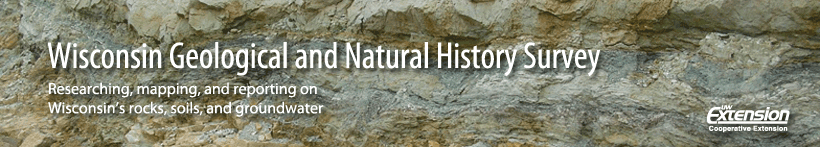 Wisconsin Geological and Natural History Survey
Researching, mapping, and reporting on
Wisconsin's rocks, soils, and groundwater
UW
Extension
Cooperative Extension